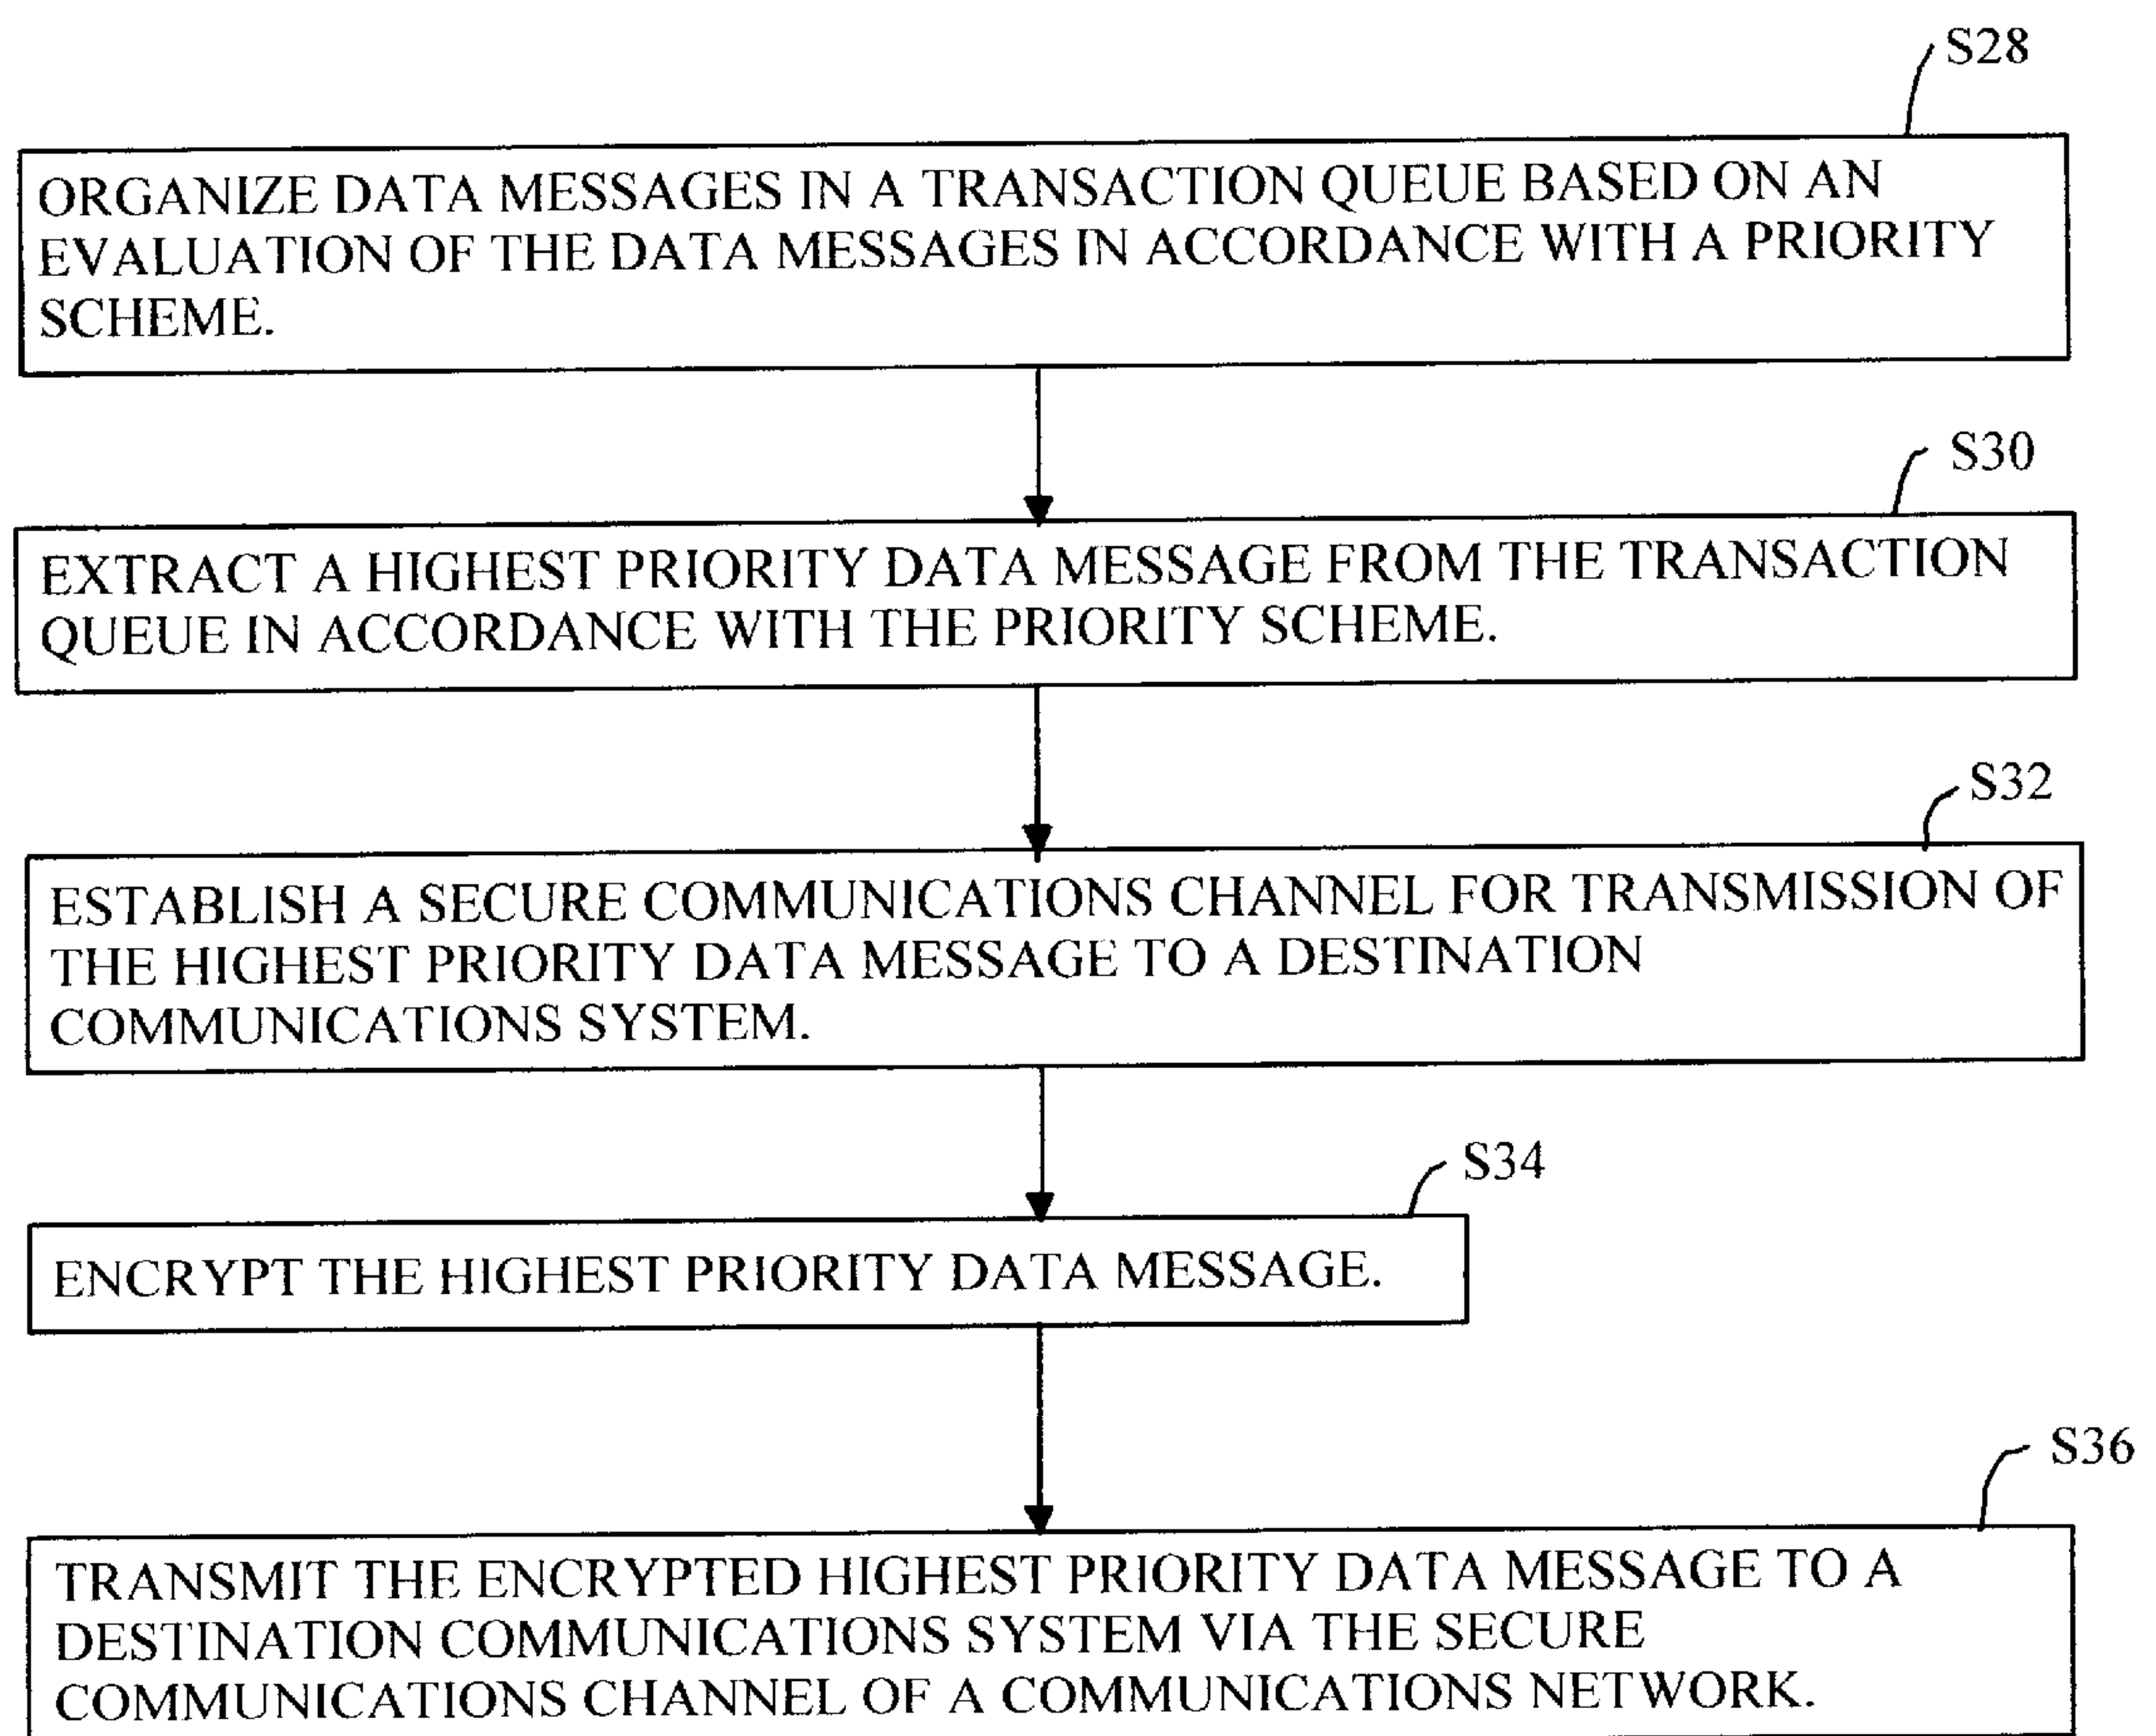 S28
ORGANIZE DATA MESSAGES IN A TRANSACTION QUEUE BASED ON AN
EVALUATION OF THE DATA MESSAGES IN ACCORDANCE WITH A PRIORITY
SCHEME.
S30
EXTRACT A HIGHEST PRIORITY DATA MESSAGE FROM THE TRANSACTION
QUEUE IN ACCORDANCE WITH THE PRIORITY SCHEME.
S32
ESTABLISH A SECURE COMMUNICATIONS CHANNEL FOR TRANSMISSION OF
THE HIGHEST PRIORITY DATA MESSAGE TO A DESTINATION
COMMUNICATIONS SYSTEM.
S34
ENCRYPT THE HIGHEST PRIORITY DATA MESSAGE.
S36
TRANSMIT THE ENCRYPTED HIGHEST PRIORITY DATA MESSAGE TO A
DESTINATION COMMUNICATIONS SYSTEM VIA THE SECURE
COMMUNICATIONS CHANNEL OF A COMMUNICATIONS NETWORK.